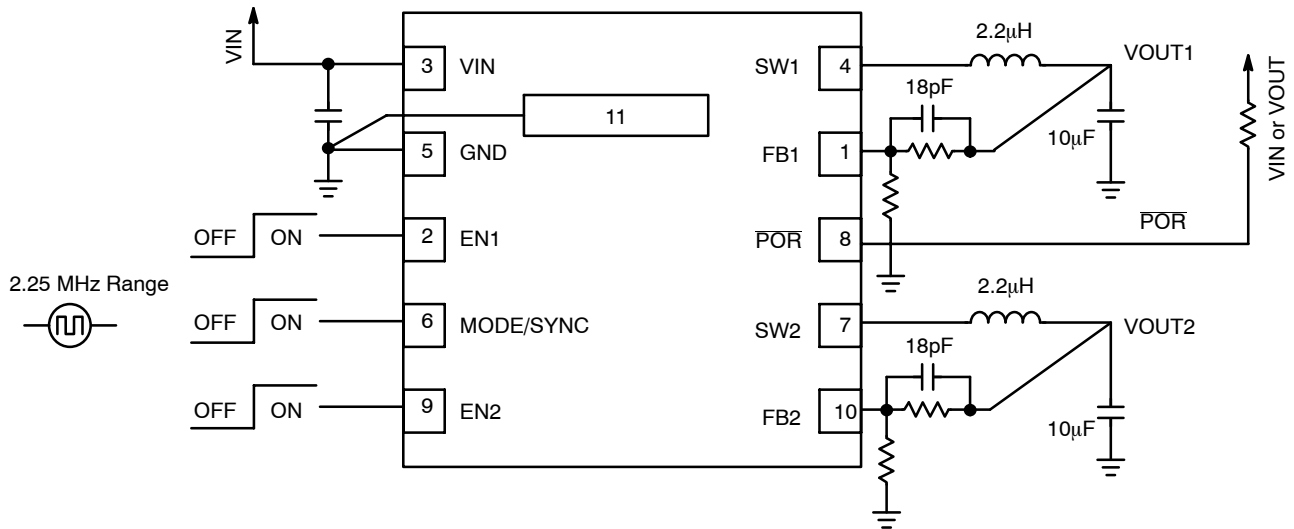 VIN
3 VIN
11
5 GND
OFF ON
2 EN1
2.25 MHz Range
OFF ON
6 MODE/SYNC
OFF ON
9 EN2
SW1 4
2.2μH
VOUT1
18pF
FB1 1
10μF
VIN or VOUT
POR 8
POR
2.2μH
SW2 7
VOUT2
18pF
FB2 10
10μF